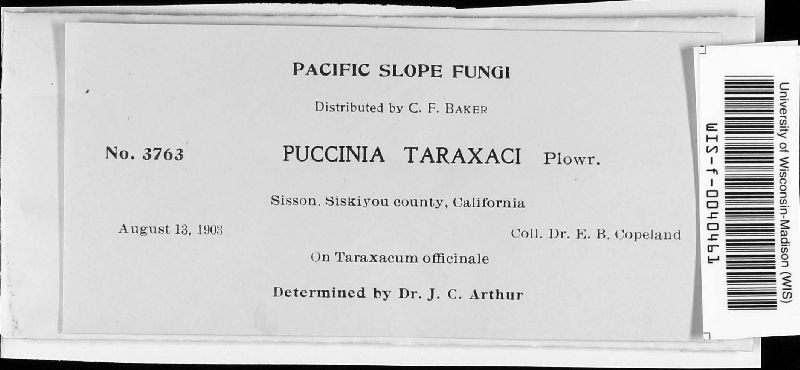 PACIFIC SLOPE FUNGI
Distributed by C. F. BAKER
No. 3763 PUCCINIA TARAXACI Plowr.
Sisson, Siskiyou county, California
August 13, 1903 Coll. Dr. E. B. Copeland
On Taraxacum officinale
Determined by Dr. J. C. Arthur
University of Wisconsin-Madison (WIS)
WIS-f-0040461